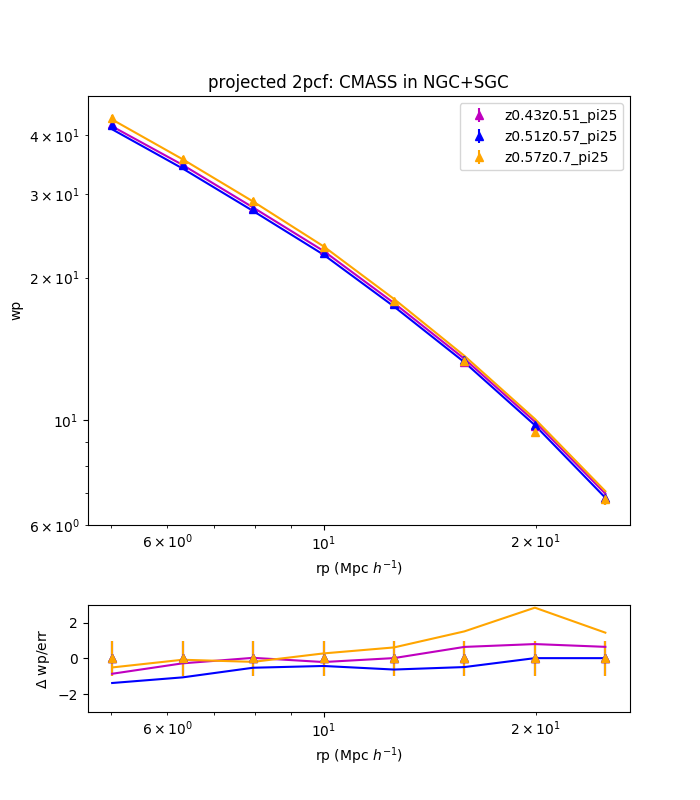 projected 2pcf: CMASS in NGC+SGC
z0.43z0.51_pi25
z0.51z0.57_pi25
z0.57z0.7_pi25
4 × 10¹
3 × 10¹
2 × 10¹
10¹
6 × 10⁰
wp
6 × 10⁰ 10¹ 2 × 10¹
rp (Mpc h⁻¹)
2
0
−2
Δ wp/err
6 × 10⁰ 10¹ 2 × 10¹
rp (Mpc h⁻¹)